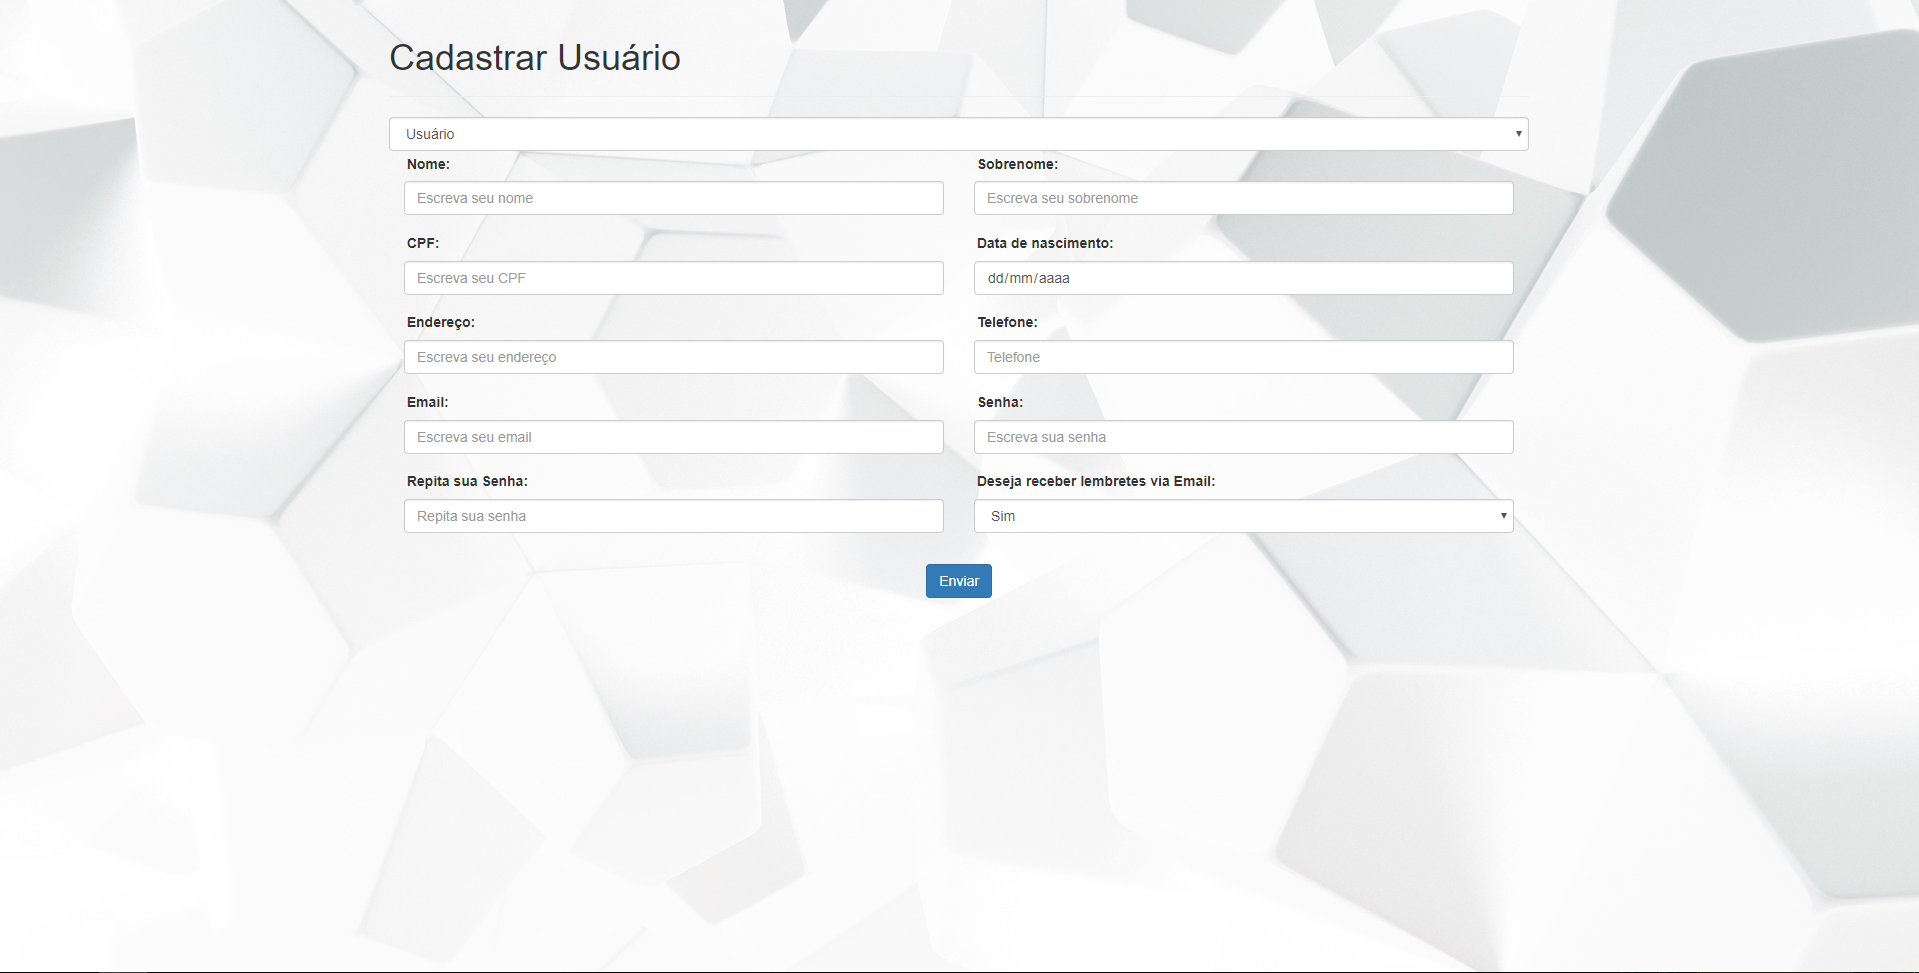 Cadastrar Usuário
Usuário
Nome: Sobrenome:
Escreva seu nome Escreva seu sobrenome
CPF: Data de nascimento:
Escreva seu CPF dd/mm/aaaa
Endereço: Telefone:
Escreva seu endereço Telefone
Email: Senha:
Escreva seu email Escreva sua senha
Repita sua Senha: Deseja receber lembretes via Email:
Repita sua senha Sim
Enviar